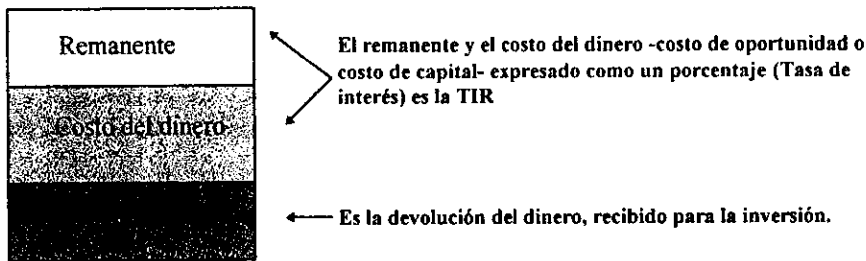 Remanente
Costo del dinero
El remanente y el costo del dinero -costo de oportunidad o
costo de capital- expresado como un porcentaje (Tasa de
interés) es la TIR
Es la devolución del dinero, recibido para la inversión.